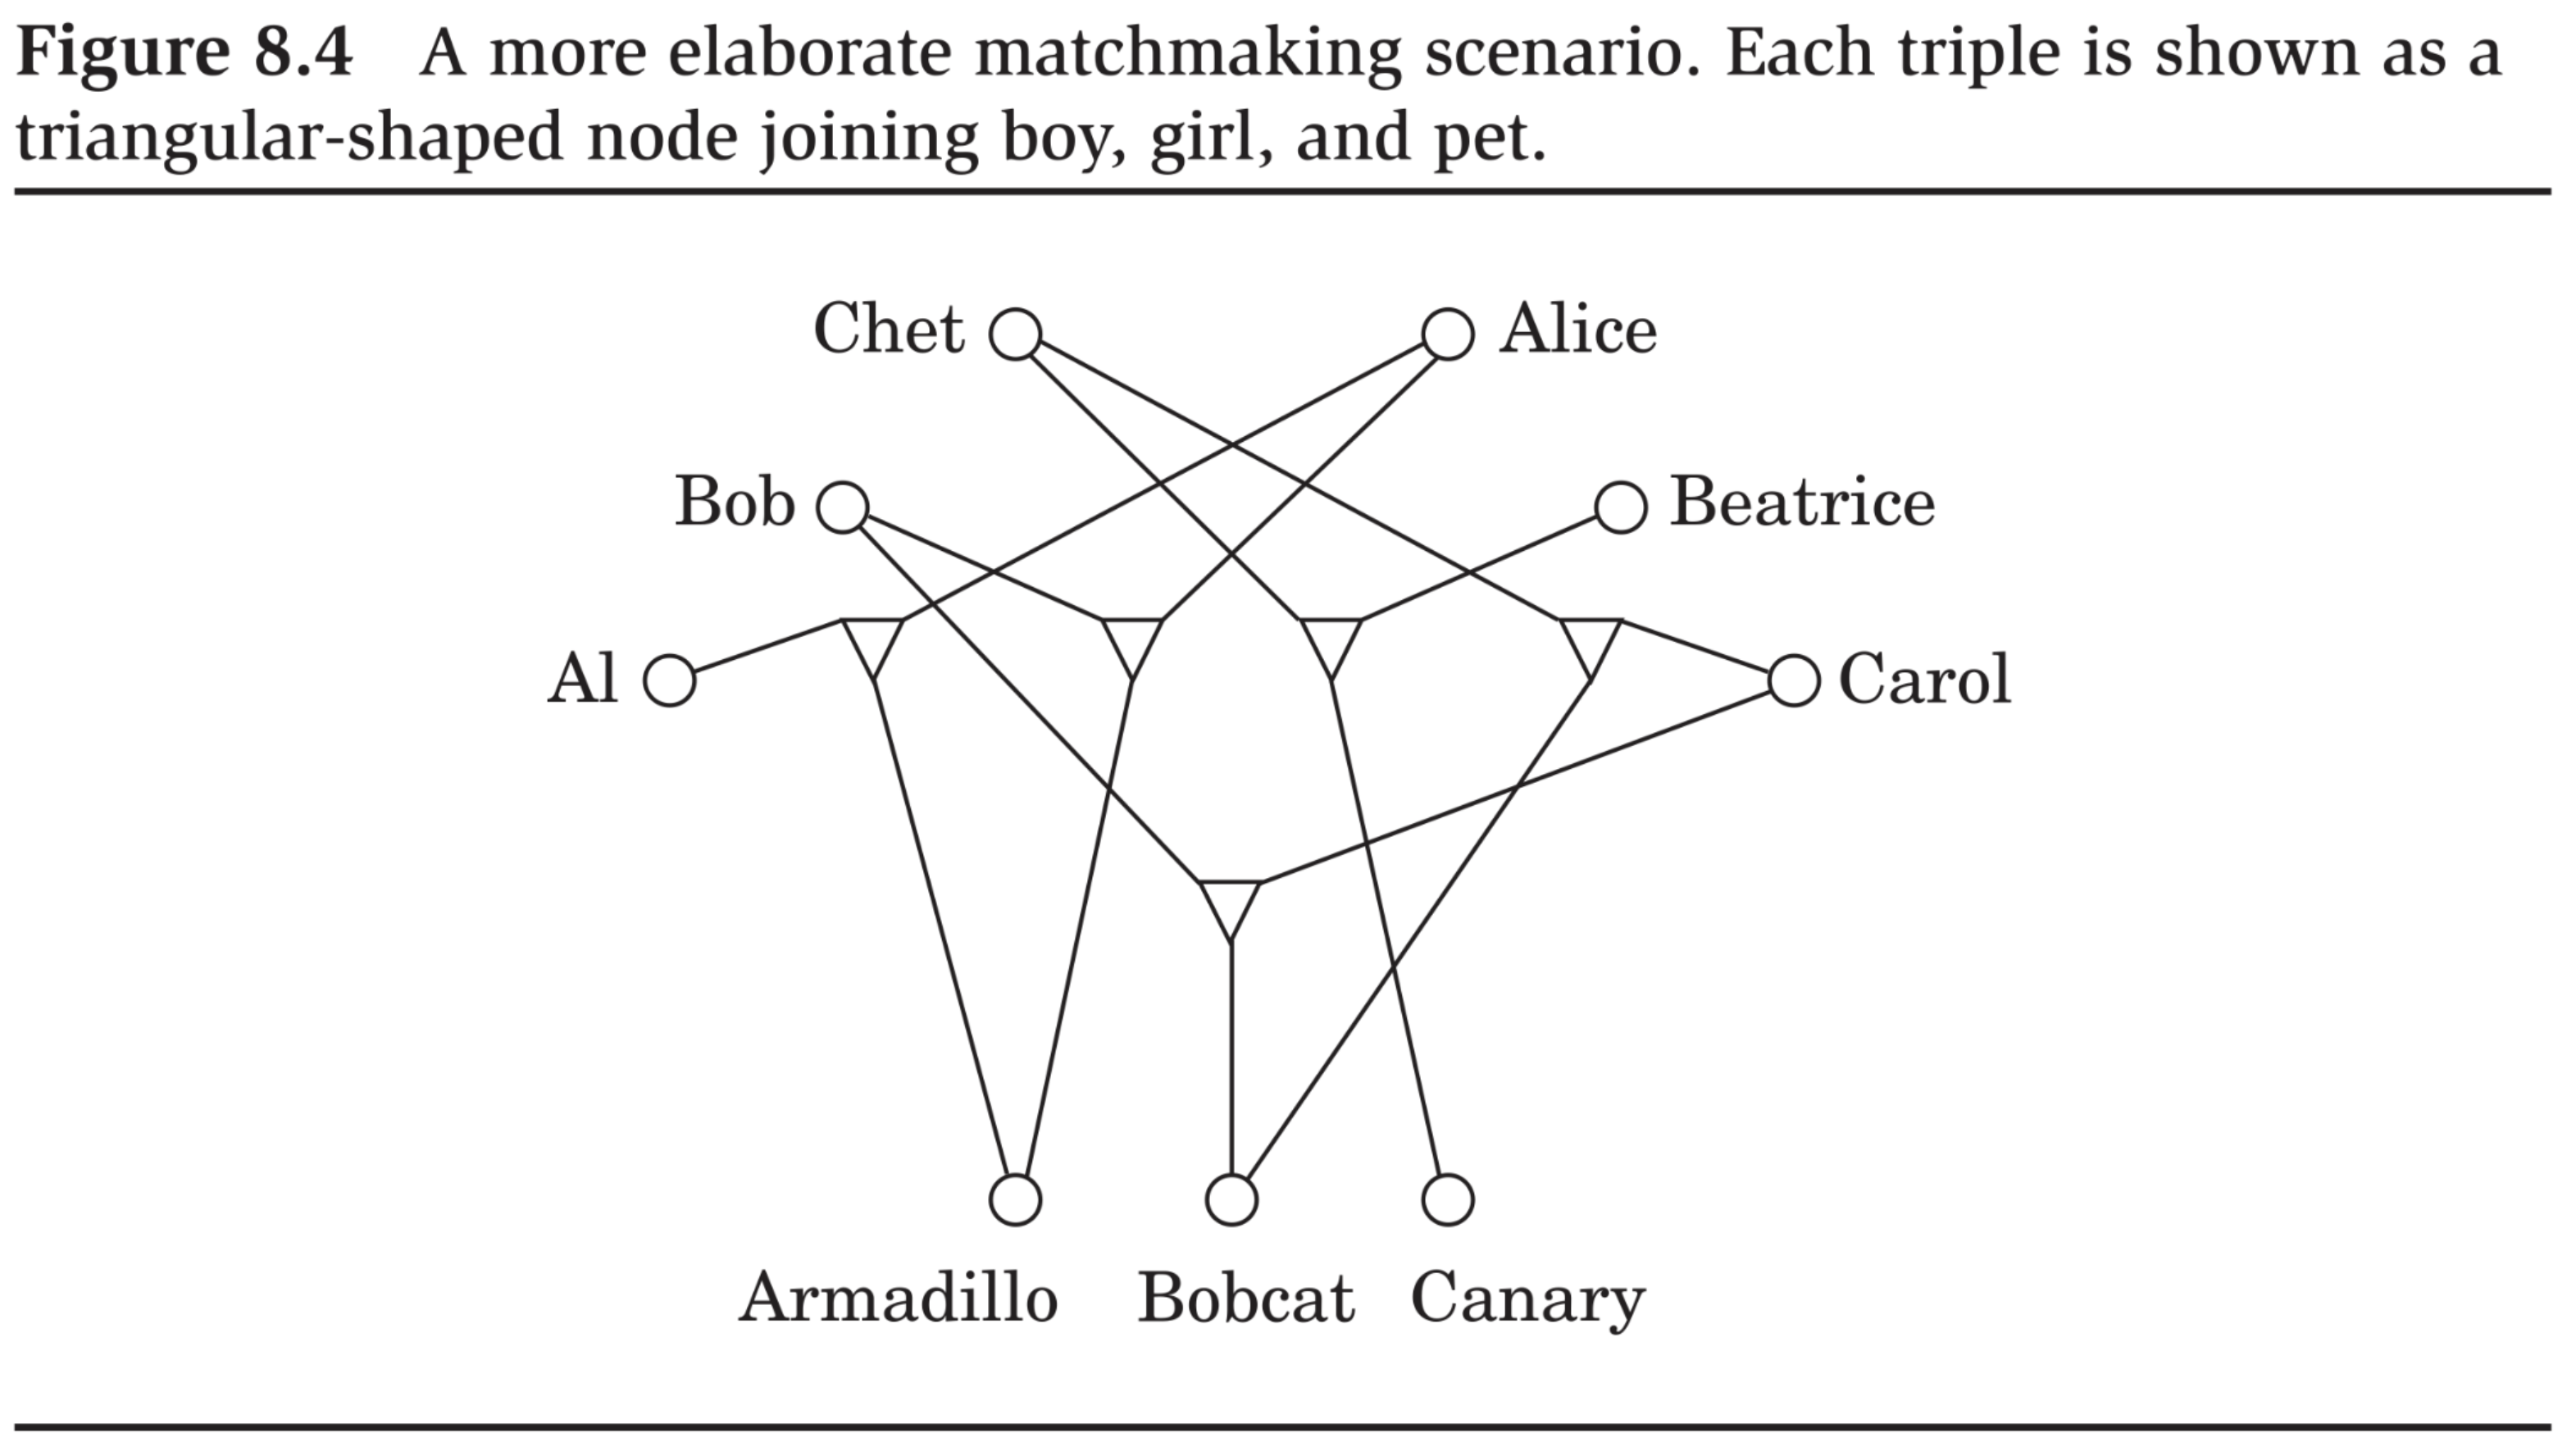 Figure 8.4 A more elaborate matchmaking scenario. Each triple is shown as a
triangular-shaped node joining boy, girl, and pet.
Chet Alice
Bob Beatrice
Al Carol
Armadillo Bobcat Canary